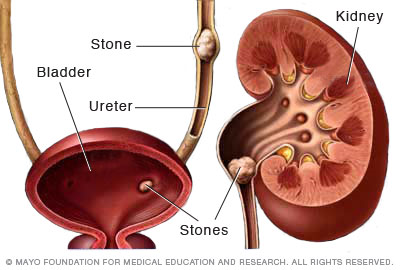 Kidney
Stone
Bladder
Ureter
Stones
© MAYO FOUNDATION FOR MEDICAL EDUCATION AND RESEARCH. ALL RIGHTS RESERVED.